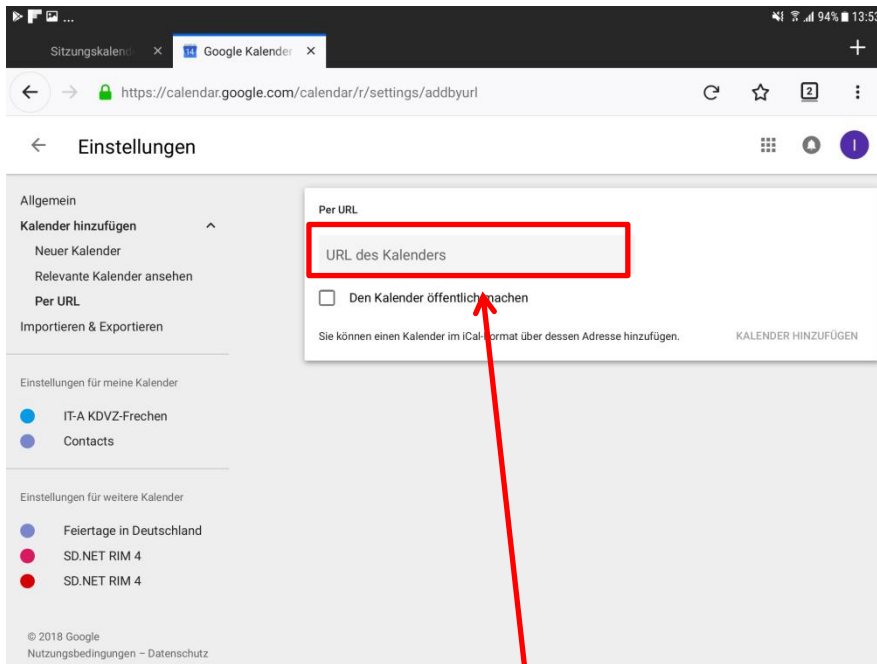 ... 94% 13:53
Sitzungskalend × 14 Google Kalender ×
https://calendar.google.com/calendar/r/settings/addbyurl 2
Einstellungen I
Allgemein
Kalender hinzufügen
Neuer Kalender
Relevante Kalender ansehen
Per URL
Importieren & Exportieren
Einstellungen für meine Kalender
IT-A KDVZ-Frechen
Contacts
Einstellungen für weitere Kalender
Feiertage in Deutschland
SD.NET RIM 4
SD.NET RIM 4
© 2018 Google
Nutzungsbedingungen – Datenschutz
Per URL
URL des Kalenders
Den Kalender öffentlich machen
Sie können einen Kalender im iCal-Format über dessen Adresse hinzufügen. KALENDER HINZUFÜGEN